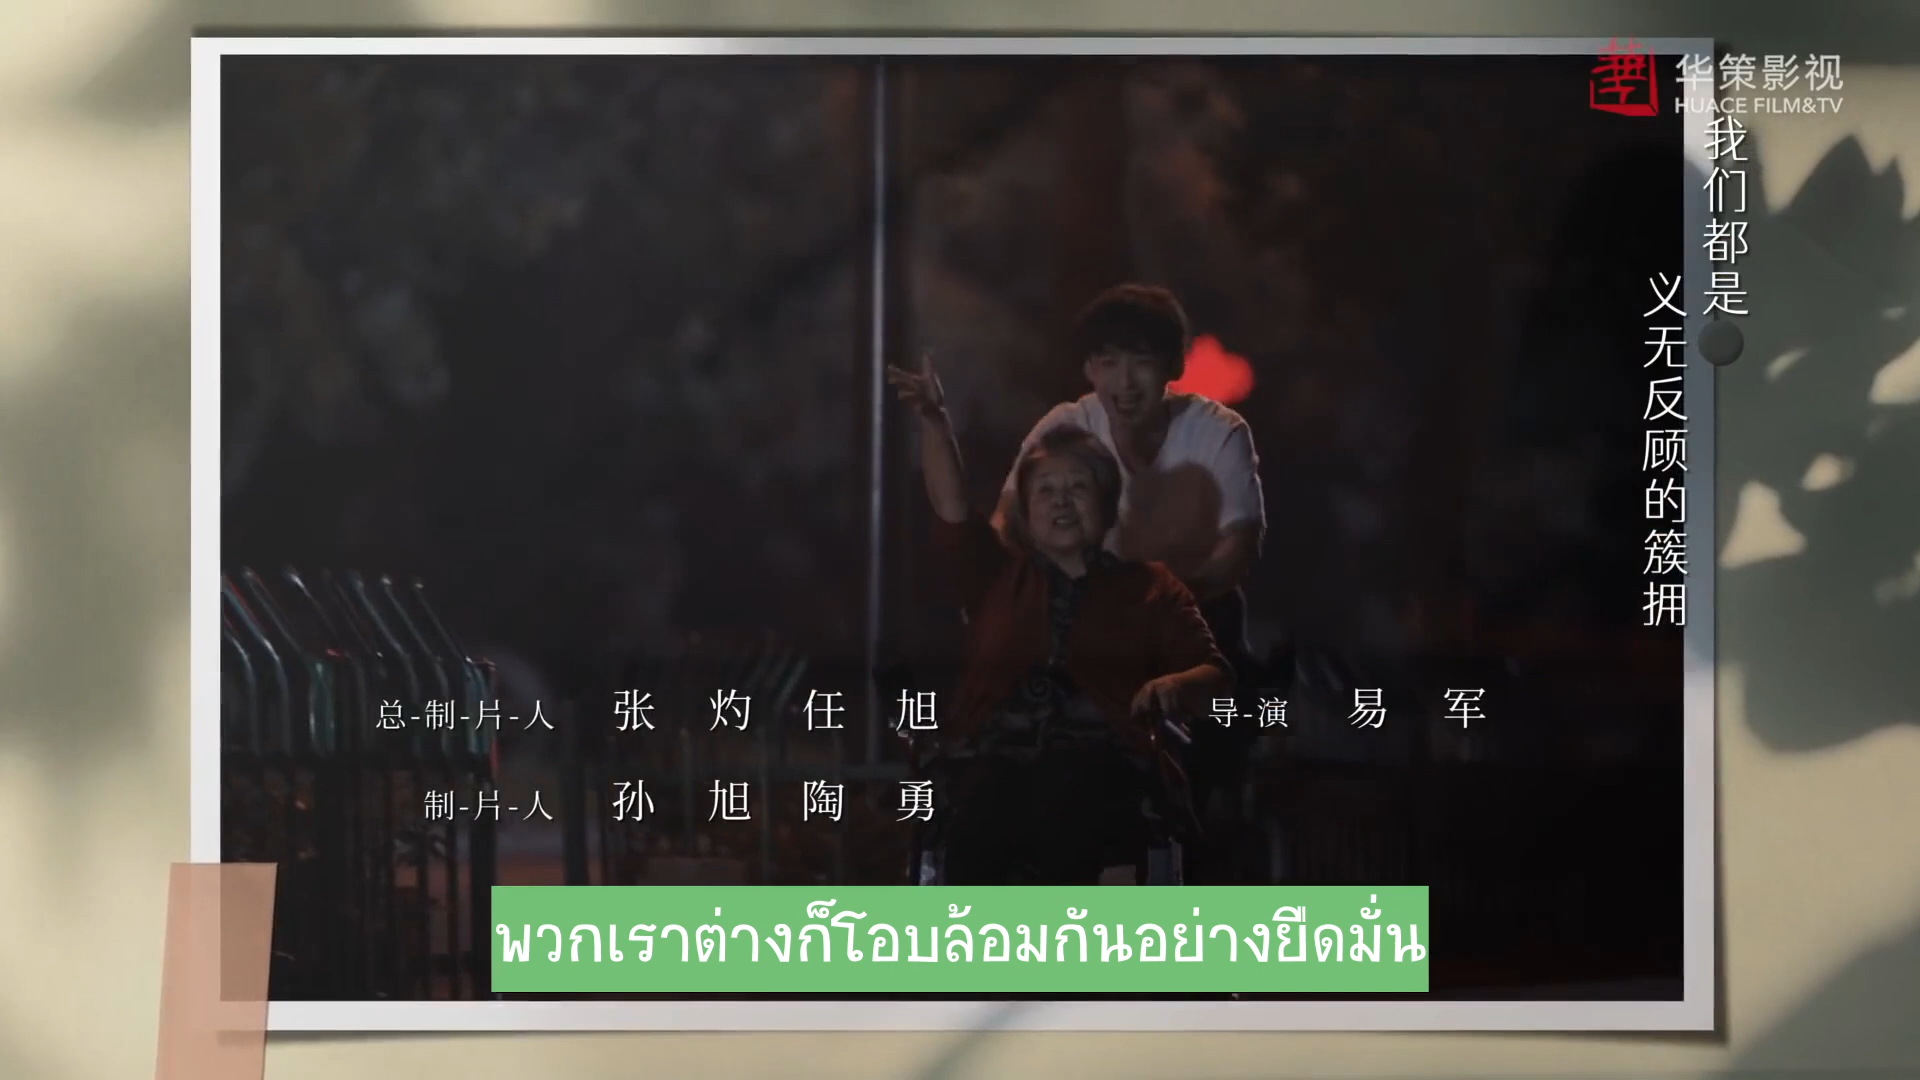 华策影视
HUACE FILM&TV
我们都是
义无反顾的簇拥
总-制-片-人 张灼 任旭
导-演 易军
制-片-人 孙旭 陶勇
พวกเราต่างก็โอบล้อมกันอย่างยืดมั่น